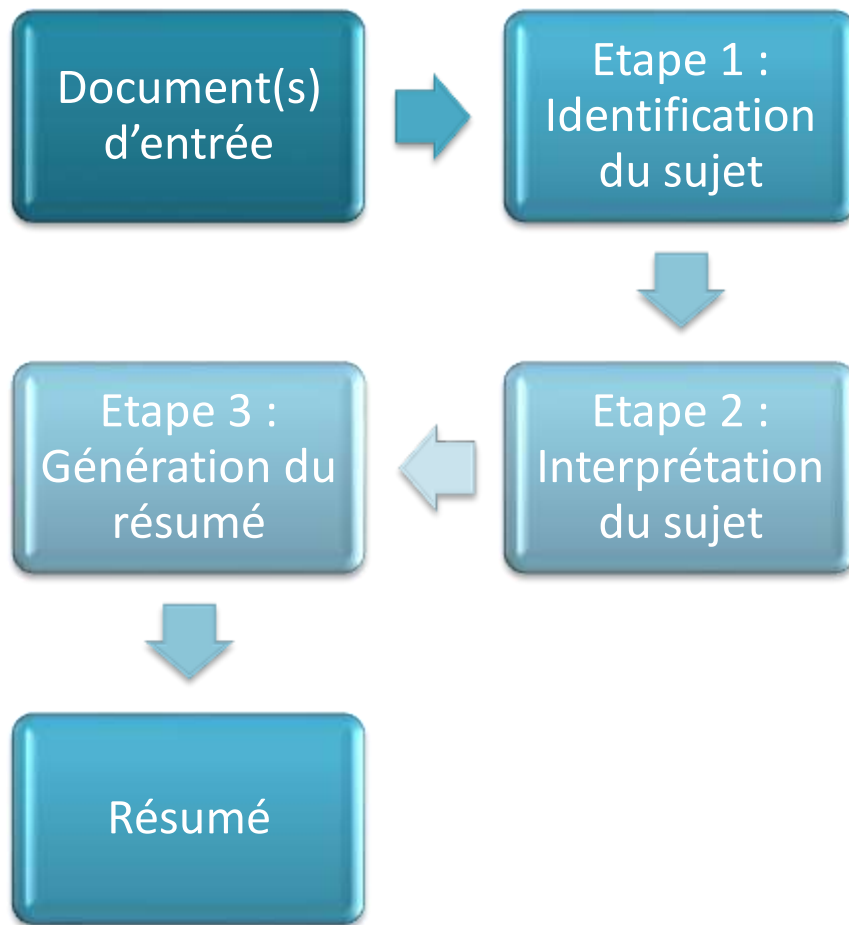 Document(s)
d’entrée
Etape 1 :
Identification
du sujet
Etape 2 :
Interprétation
du sujet
Etape 3 :
Génération du
résumé
Résumé